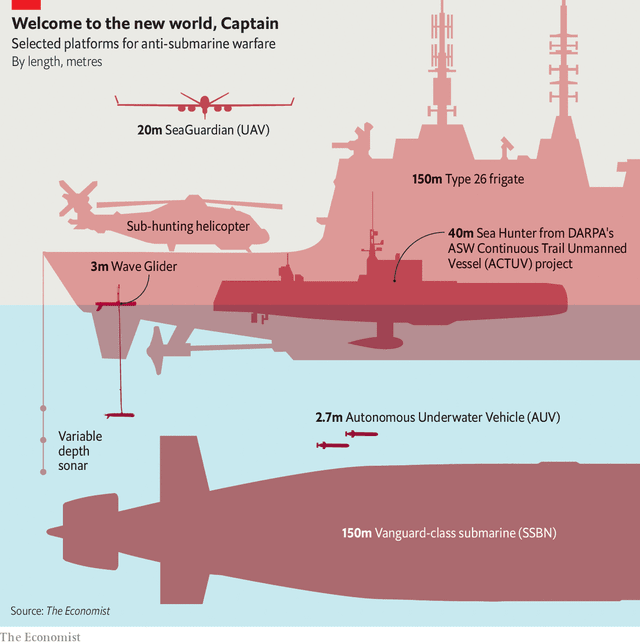 Welcome to the new world, Captain
Selected platforms for anti-submarine warfare
By length, metres
20m SeaGuardian (UAV)
150m Type 26 frigate
Sub-hunting helicopter
40m Sea Hunter from DARPA's
ASW Continuous Trail Unmanned
Vessel (ACTUV) project
3m Wave Glider
2.7m Autonomous Underwater Vehicle (AUV)
Variable
depth
sonar
150m Vanguard-class submarine (SSBN)
Source: The Economist
The Economist